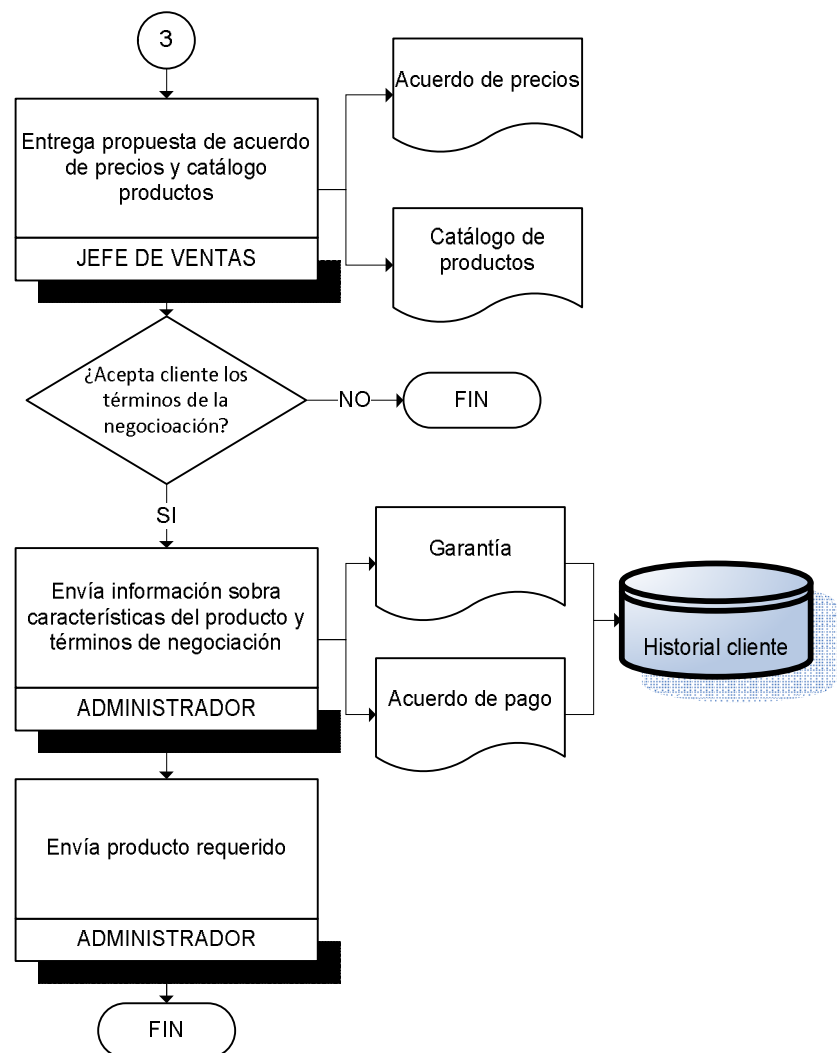 3
Entrega propuesta de acuerdo
de precios y catálogo
productos
JEFE DE VENTAS
Acuerdo de precios
Catálogo de
productos
¿Acepta cliente los
términos de la
negocioación?
NO
FIN
SI
Envía información sobra
características del producto y
términos de negociación
ADMINISTRADOR
Garantía
Acuerdo de pago
Historial cliente
Envía producto requerido
ADMINISTRADOR
FIN